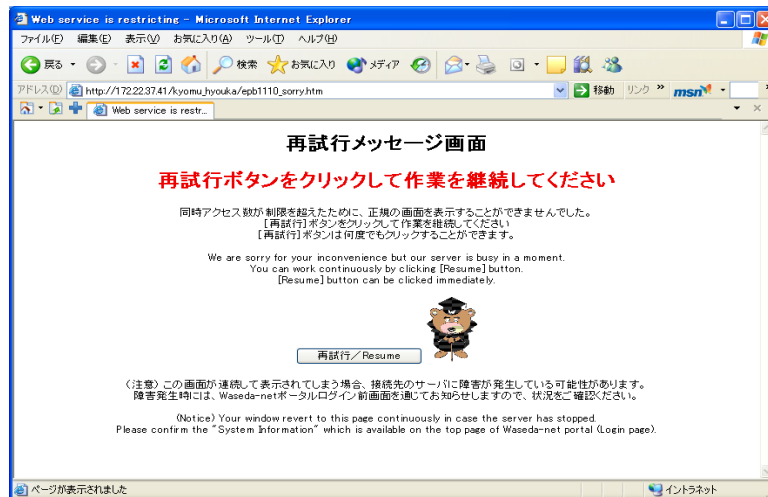 Web service is restricting - Microsoft Internet Explorer
ファイル(F) 編集(E) 表示(V) お気に入り(A) ツール(T) ヘルプ(H)
戻る 検索 お気に入り メディア
アドレス(D) http://172.22.37.41/kyomu_hyouka/epb1110_sorry.htm 移動 リンク » msn
Web service is restr...
再試行メッセージ画面
再試行ボタンをクリックして作業を継続してください
同時アクセス数が制限を超えたために、正規の画面を表示することができませんでした。
[再試行]ボタンをクリックして作業を継続してください
[再試行]ボタンは何度でもクリックすることができます。
We are sorry for your inconvenience but our server is busy in a moment.
You can work continuously by clicking [Resume] button.
[Resume] button can be clicked immediately.
再試行／Resume
(注意) この画面が連続して表示されてしまう場合、接続先のサーバに障害が発生している可能性があります。
障害発生時には、Waseda-netポータルログイン前画面を通じてお知らせしますので、状況をご確認ください。
(Notice) Your window revert to this page continuously in case the server has stopped.
Please confirm the "System Information" which is available on the top page of Waseda-net portal (Login page).
ページが表示されました イントラネット